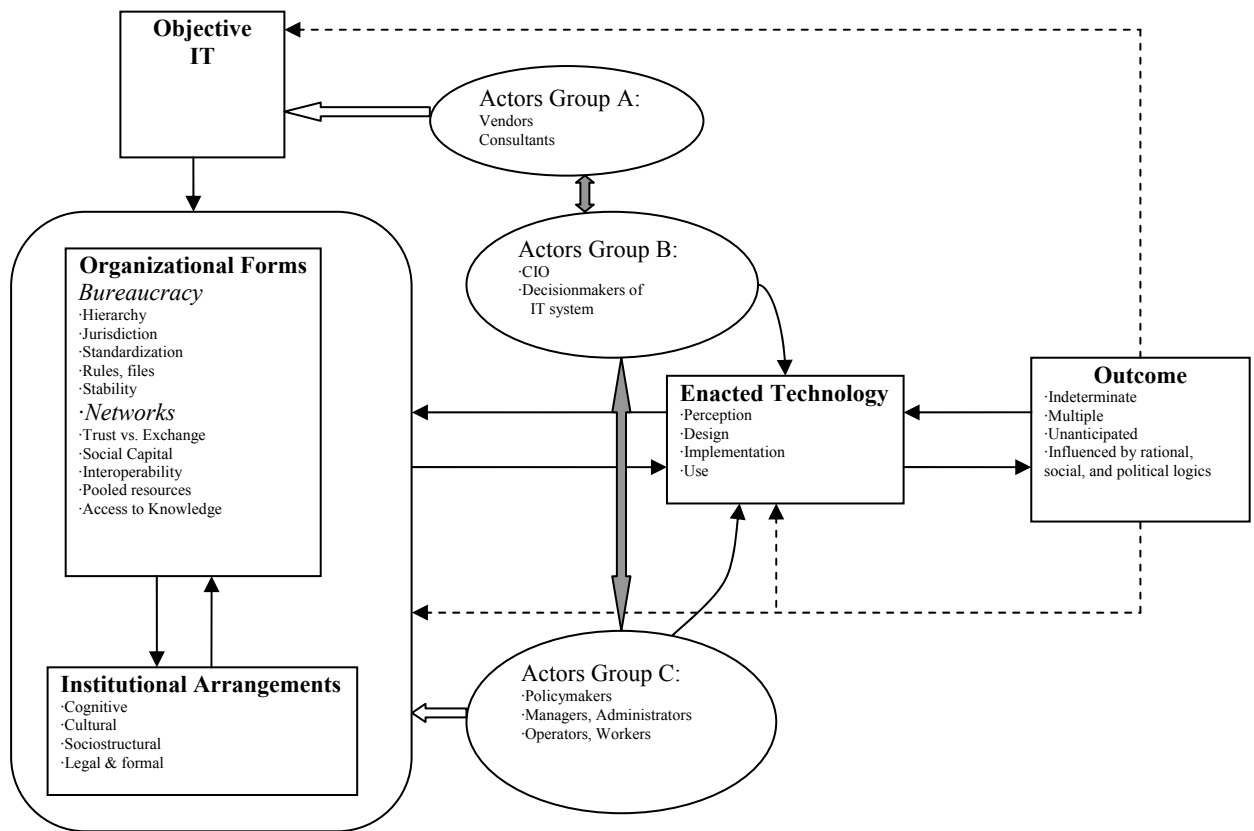 Objective
IT
Actors Group A:
Vendors
Consultants
Organizational Forms
Bureaucracy
·Hierarchy
·Jurisdiction
·Standardization
·Rules, files
·Stability
·Networks
·Trust vs. Exchange
·Social Capital
·Interoperability
·Pooled resources
·Access to Knowledge
Actors Group B:
·CIO
·Decisionmakers of
IT system
Enacted Technology
·Perception
·Design
·Implementation
·Use
Outcome
·Indeterminate
·Multiple
·Unanticipated
·Influenced by rational,
social, and political logics
Institutional Arrangements
·Cognitive
·Cultural
·Sociostructural
·Legal & formal
Actors Group C:
·Policymakers
·Managers, Administrators
·Operators, Workers